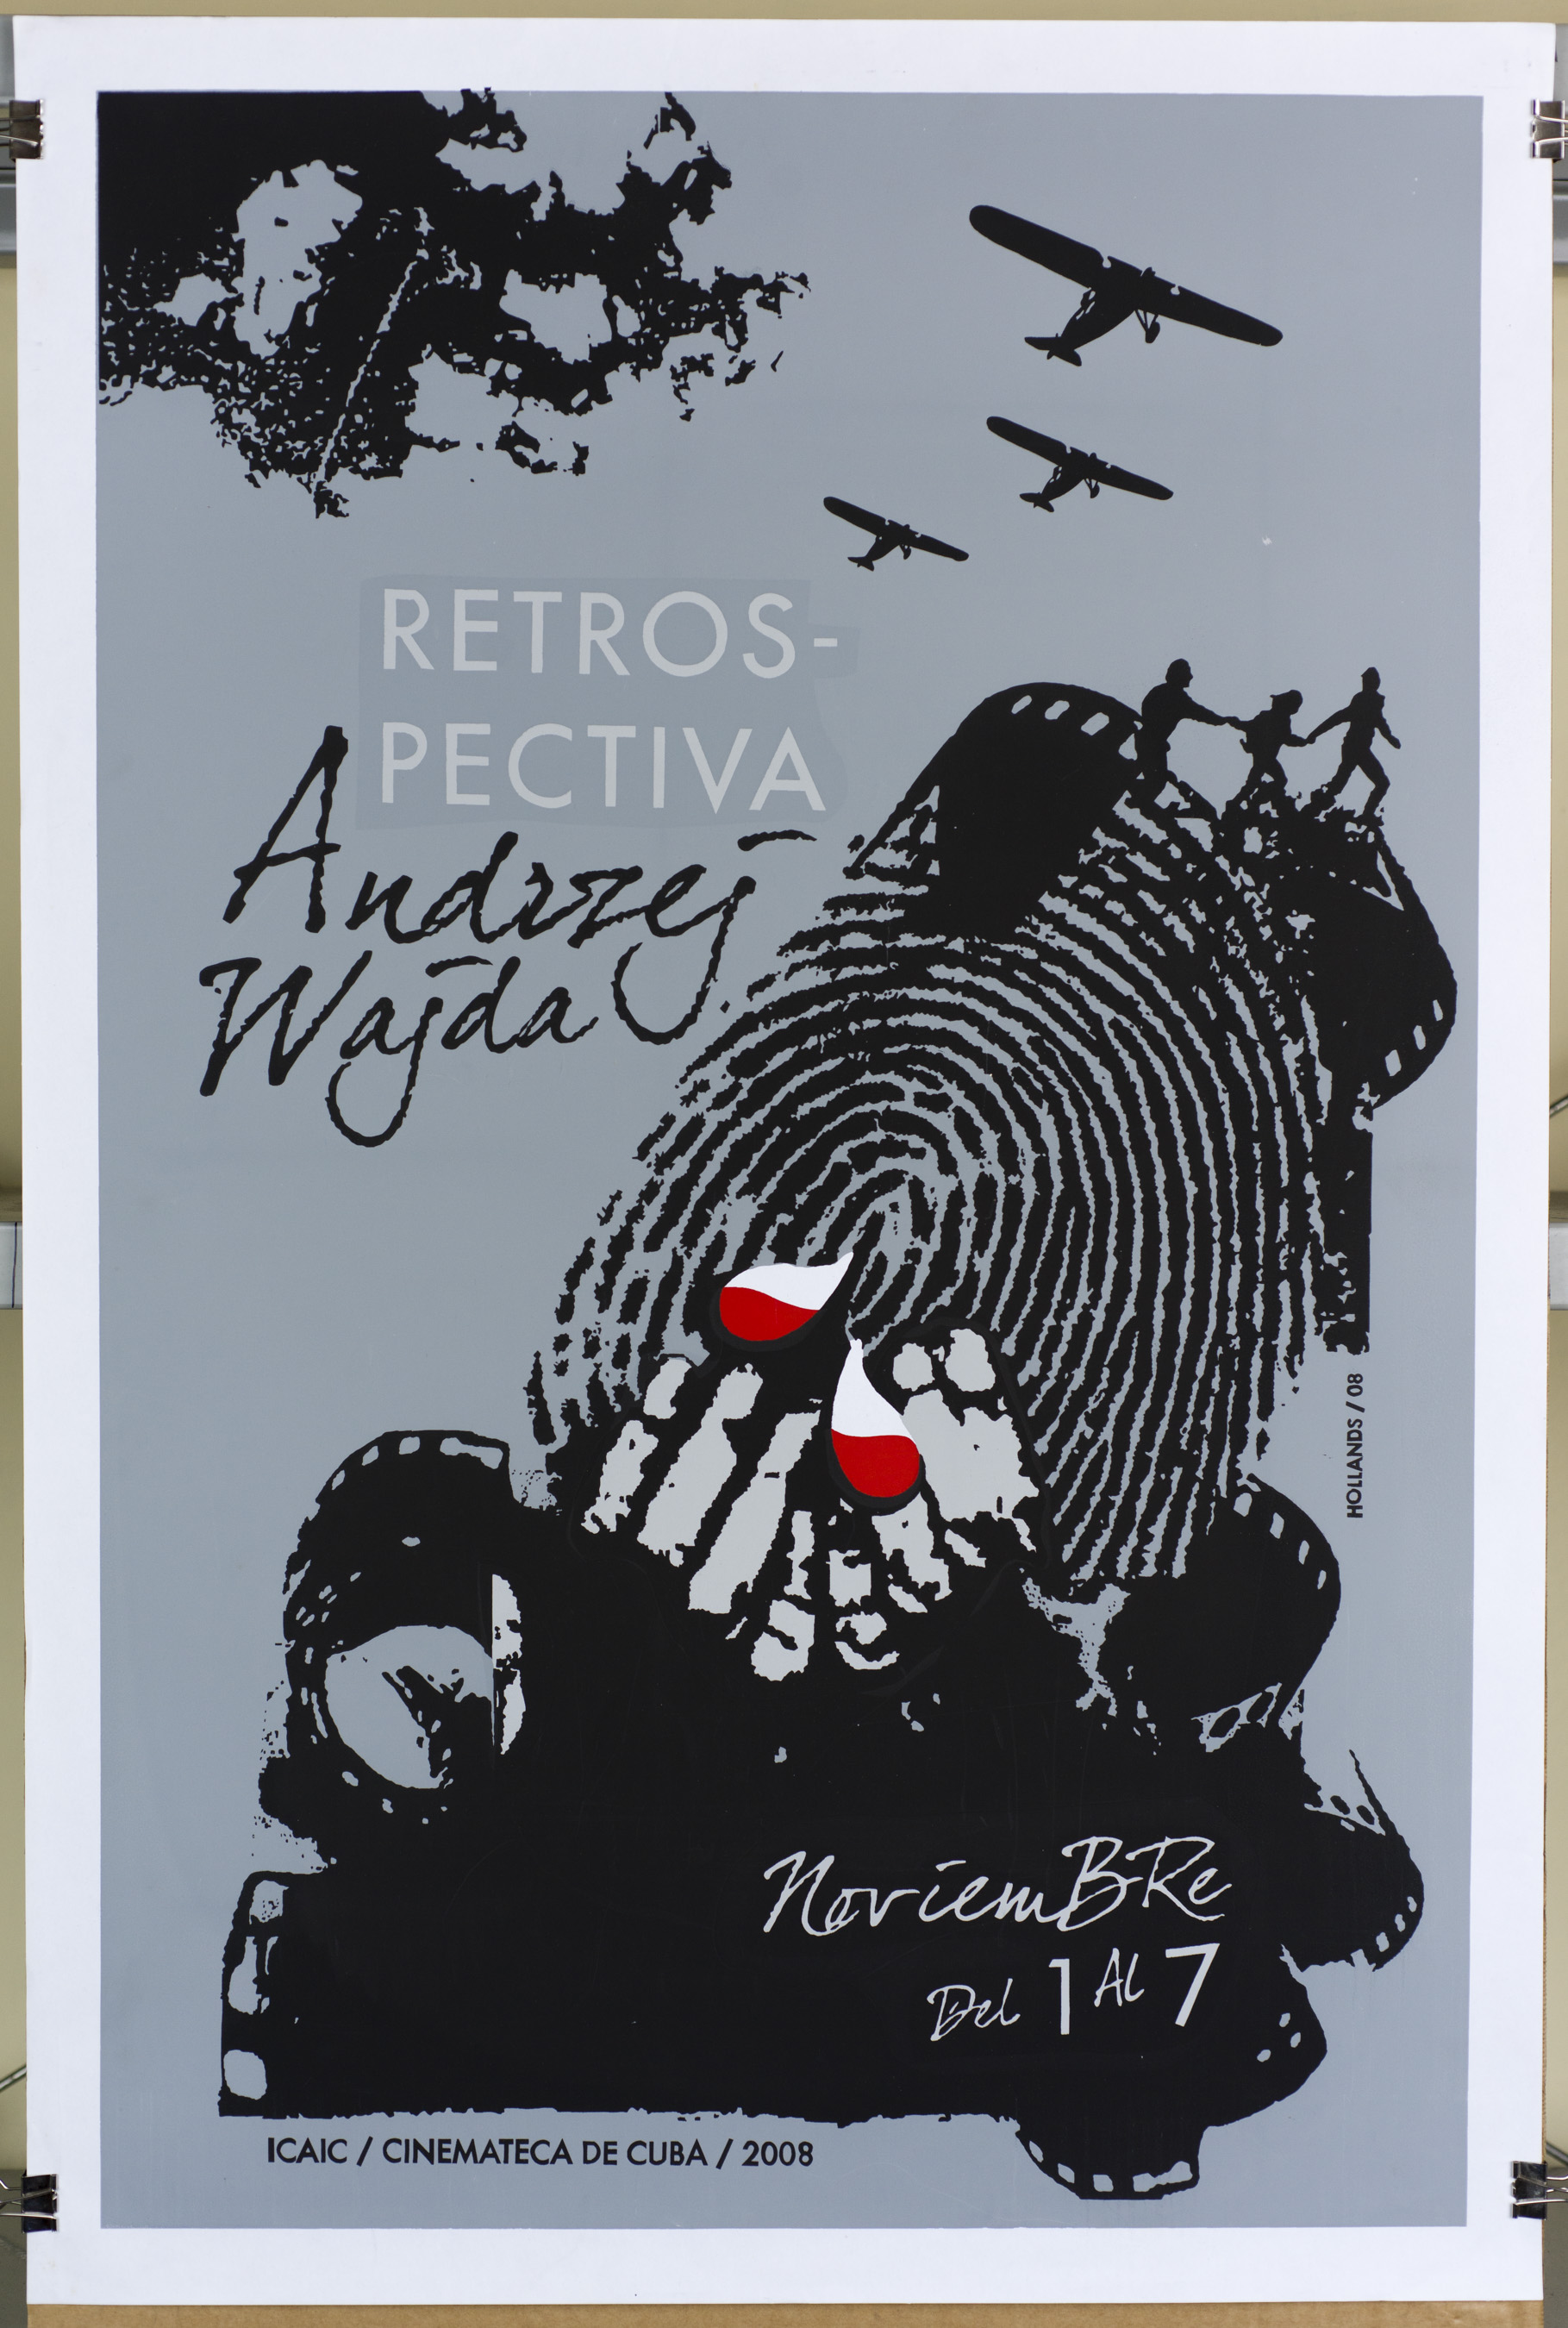 RETROS-
PECTIVA
Andrzej
Wajda
HOLLANDS / 08
NoviemBRe
Del 1 Al 7
ICAIC / CINEMATECA DE CUBA / 2008